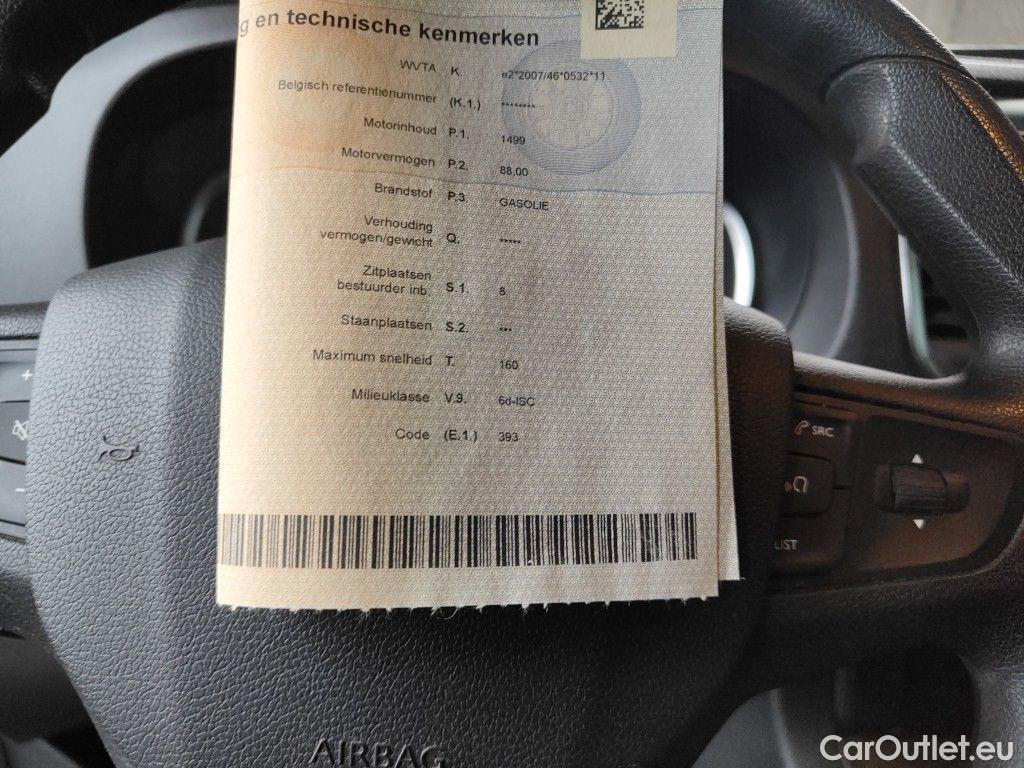 g en technische kenmerken
WVTA K. e2*2007/46*0532*11
Belgisch referentienummer (K.1.) ********
Motorinhoud P.1. 1499
Motorvermogen P.2. 88,00
Brandstof P.3. GASOLIE
Verhouding
vermogen/gewicht Q. *****
Zitplaatsen
bestuurder inb. S.1. 8
Staanplaatsen S.2. ***
Maximum snelheid T. 160
Milieuklasse V.9. 6d-ISC
Code (E.1.) 393
+
-
SRC
LIST
AIRBAG
CarOutlet.eu